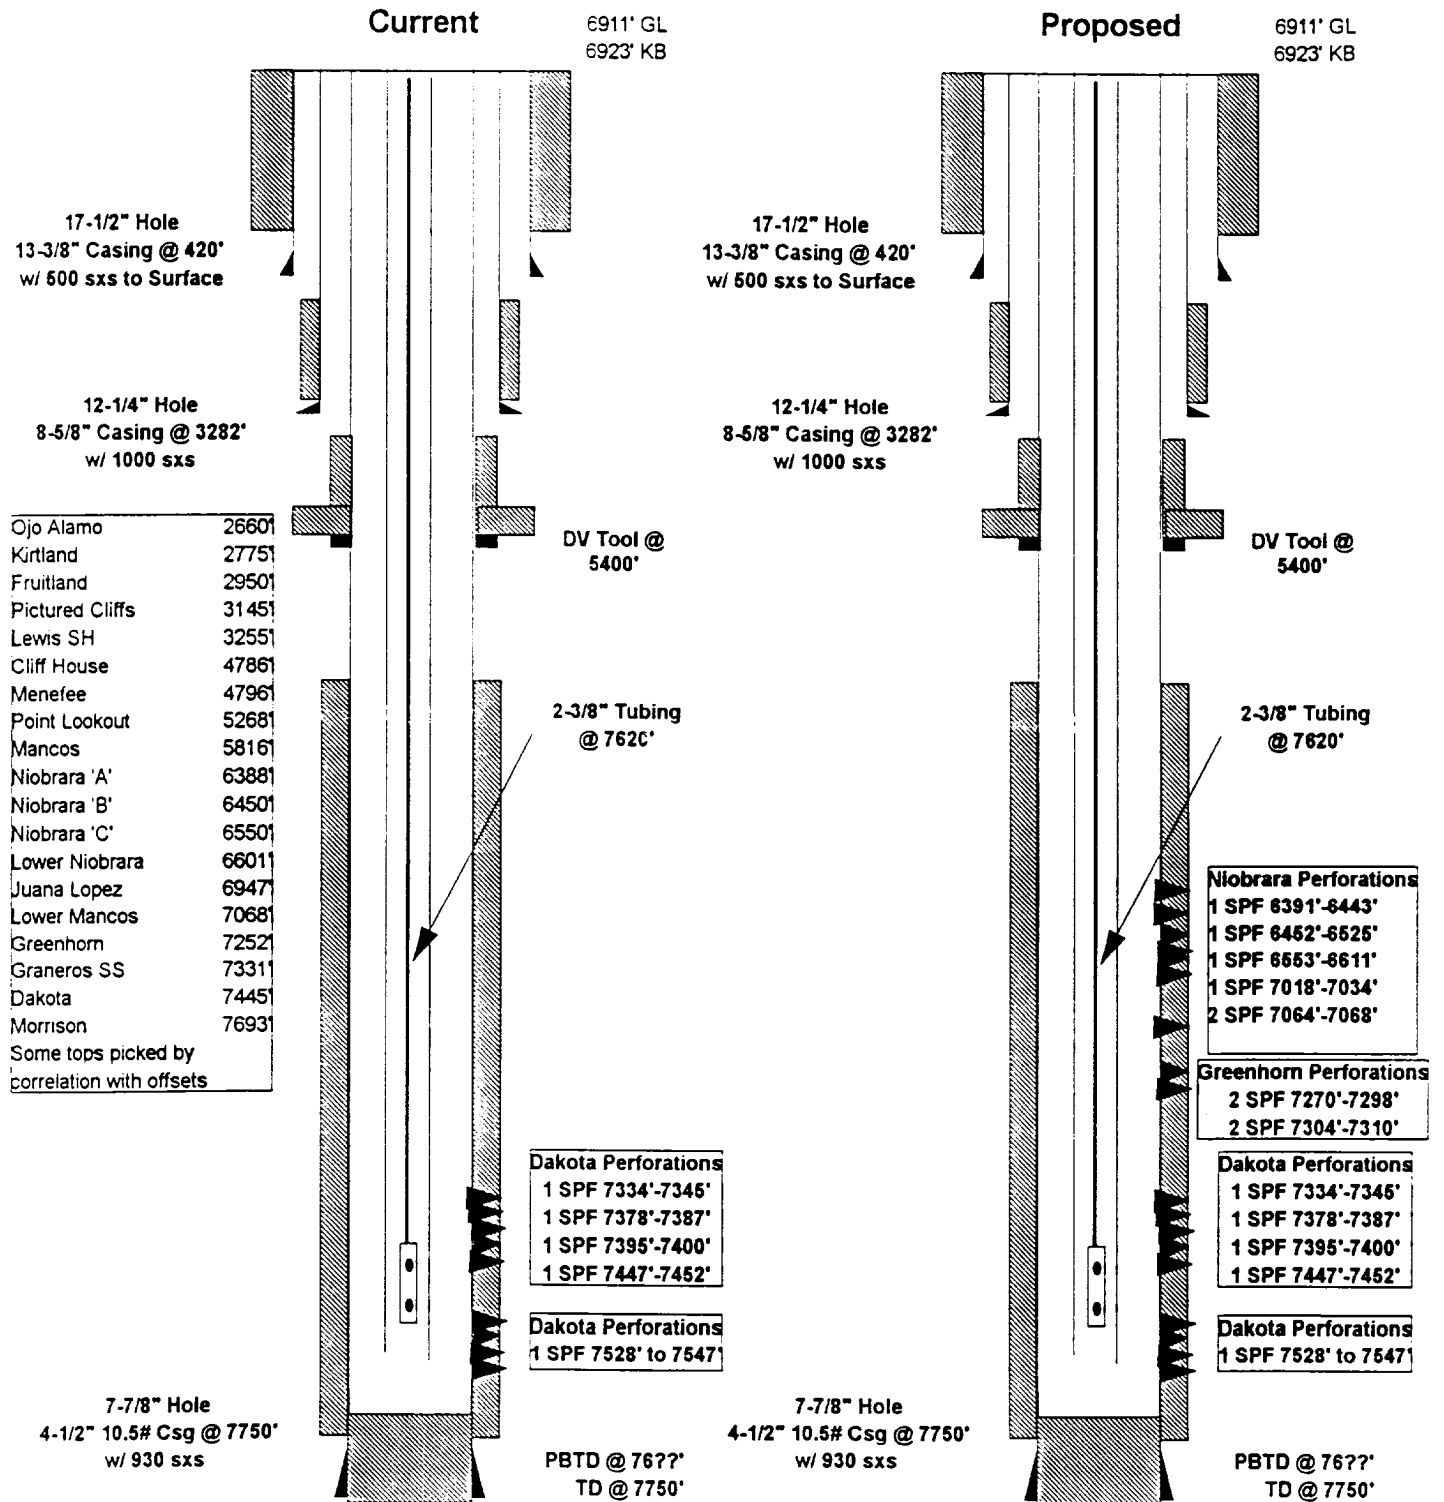 Current
6911' GL
6923' KB
17-1/2" Hole
13-3/8" Casing @ 420'
w/ 500 sxs to Surface
12-1/4" Hole
8-5/8" Casing @ 3282'
w/ 1000 sxs
Ojo Alamo 2660'
Kirtland 2775'
Fruitland 2950'
Pictured Cliffs 3145'
Lewis SH 3255'
Cliff House 4786'
Menefee 4796'
Point Lookout 5268'
Mancos 5816'
Niobrara 'A' 6388'
Niobrara 'B' 6450'
Niobrara 'C' 6550'
Lower Niobrara 6601'
Juana Lopez 6947'
Lower Mancos 7068'
Greenhorn 7252'
Graneros SS 7331'
Dakota 7445'
Morrison 7693'
Some tops picked by
correlation with offsets
DV Tool @
5400'
2-3/8" Tubing
@ 7620'
Dakota Perforations
1 SPF 7334'-7345'
1 SPF 7378'-7387'
1 SPF 7395'-7400'
1 SPF 7447'-7452'
Dakota Perforations
1 SPF 7528' to 7547'
7-7/8" Hole
4-1/2" 10.5# Csg @ 7750'
w/ 930 sxs
PBTD @ 76??'
TD @ 7750'
Proposed
6911' GL
6923' KB
17-1/2" Hole
13-3/8" Casing @ 420'
w/ 500 sxs to Surface
12-1/4" Hole
8-5/8" Casing @ 3282'
w/ 1000 sxs
DV Tool @
5400'
2-3/8" Tubing
@ 7620'
Niobrara Perforations
1 SPF 6391'-6443'
1 SPF 6452'-6525'
1 SPF 6553'-6611'
1 SPF 7018'-7034'
2 SPF 7064'-7068'
Greenhorn Perforations
2 SPF 7270'-7298'
2 SPF 7304'-7310'
Dakota Perforations
1 SPF 7334'-7345'
1 SPF 7378'-7387'
1 SPF 7395'-7400'
1 SPF 7447'-7452'
Dakota Perforations
1 SPF 7528' to 7547'
7-7/8" Hole
4-1/2" 10.5# Csg @ 7750'
w/ 930 sxs
PBTD @ 76??'
TD @ 7750'